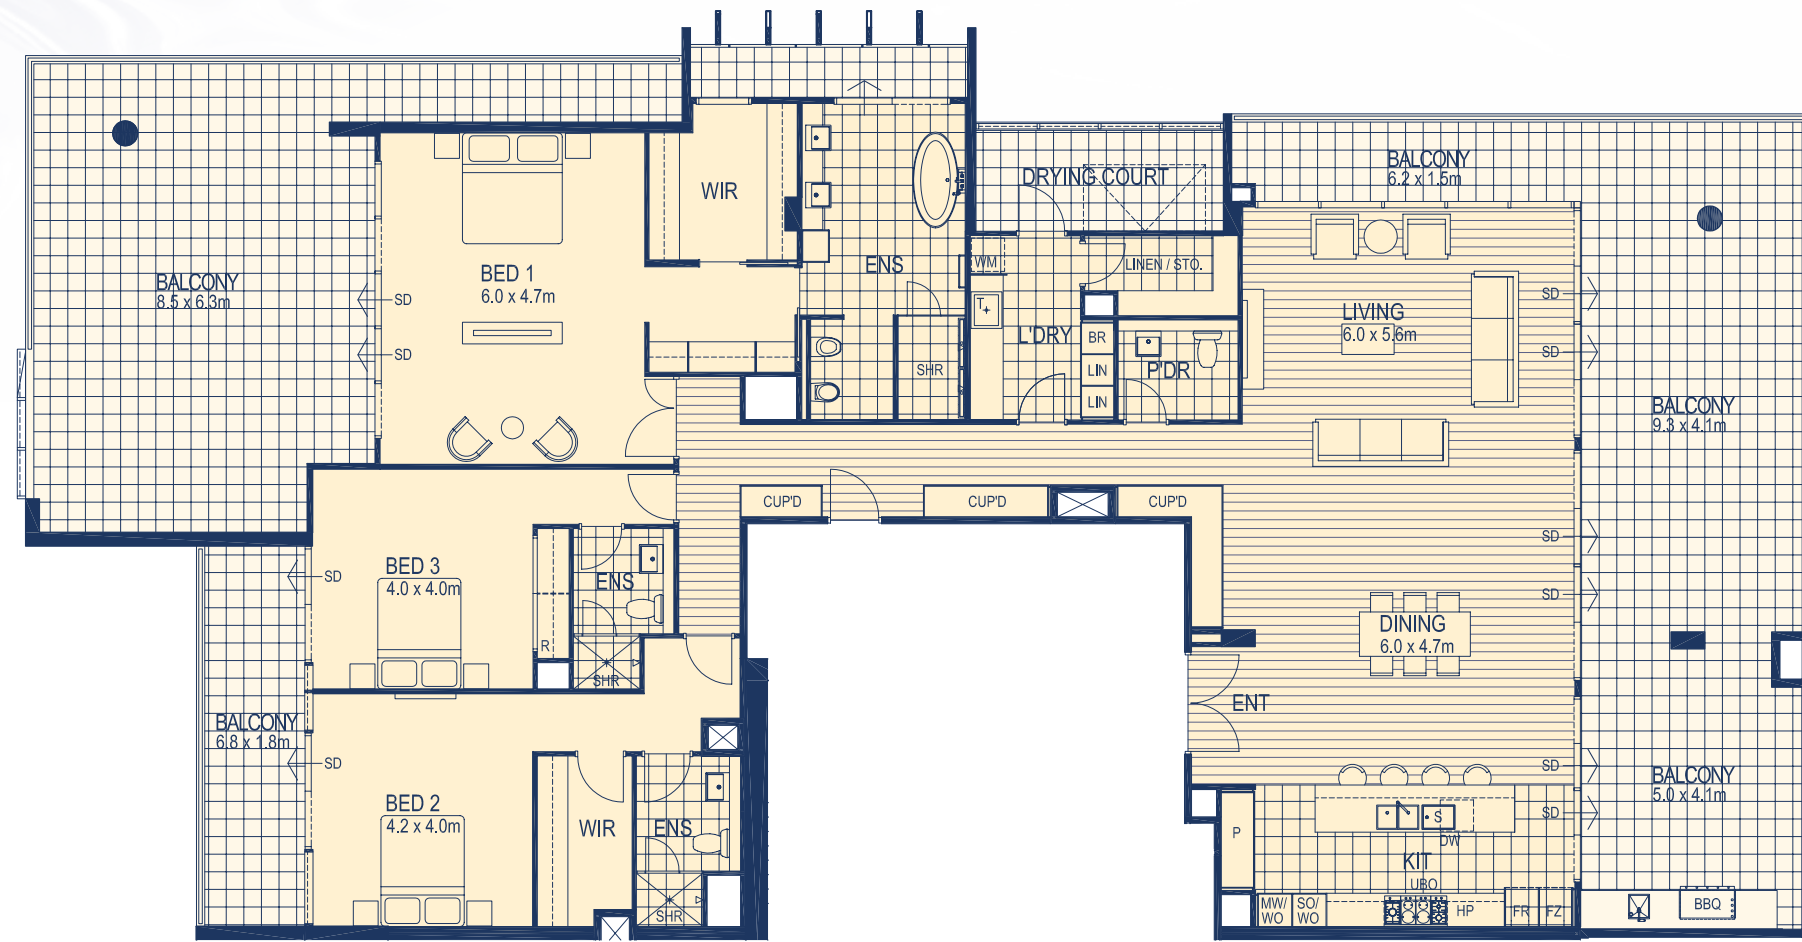 BALCONY
8.5 x 6.3m
SD
SD
BED 1
6.0 x 4.7m
WIR
ENS
SHR
DRYING COURT
WM
T
LINEN / STO.
L'DRY
BR
LIN
LIN
P'DR
BALCONY
6.2 x 1.5m
LIVING
6.0 x 5.6m
SD
SD
BALCONY
9.3 x 4.1m
CUP'D
CUP'D
CUP'D
BED 3
4.0 x 4.0m
SD
R
ENS
SHR
SD
SD
DINING
6.0 x 4.7m
ENT
BALCONY
6.8 x 1.8m
SD
BED 2
4.2 x 4.0m
WIR
ENS
SHR
SD
SD
BALCONY
5.0 x 4.1m
P
S
DW
KIT
UBO
MW/
WO
SO/
WO
HP
FR
FZ
BBQ